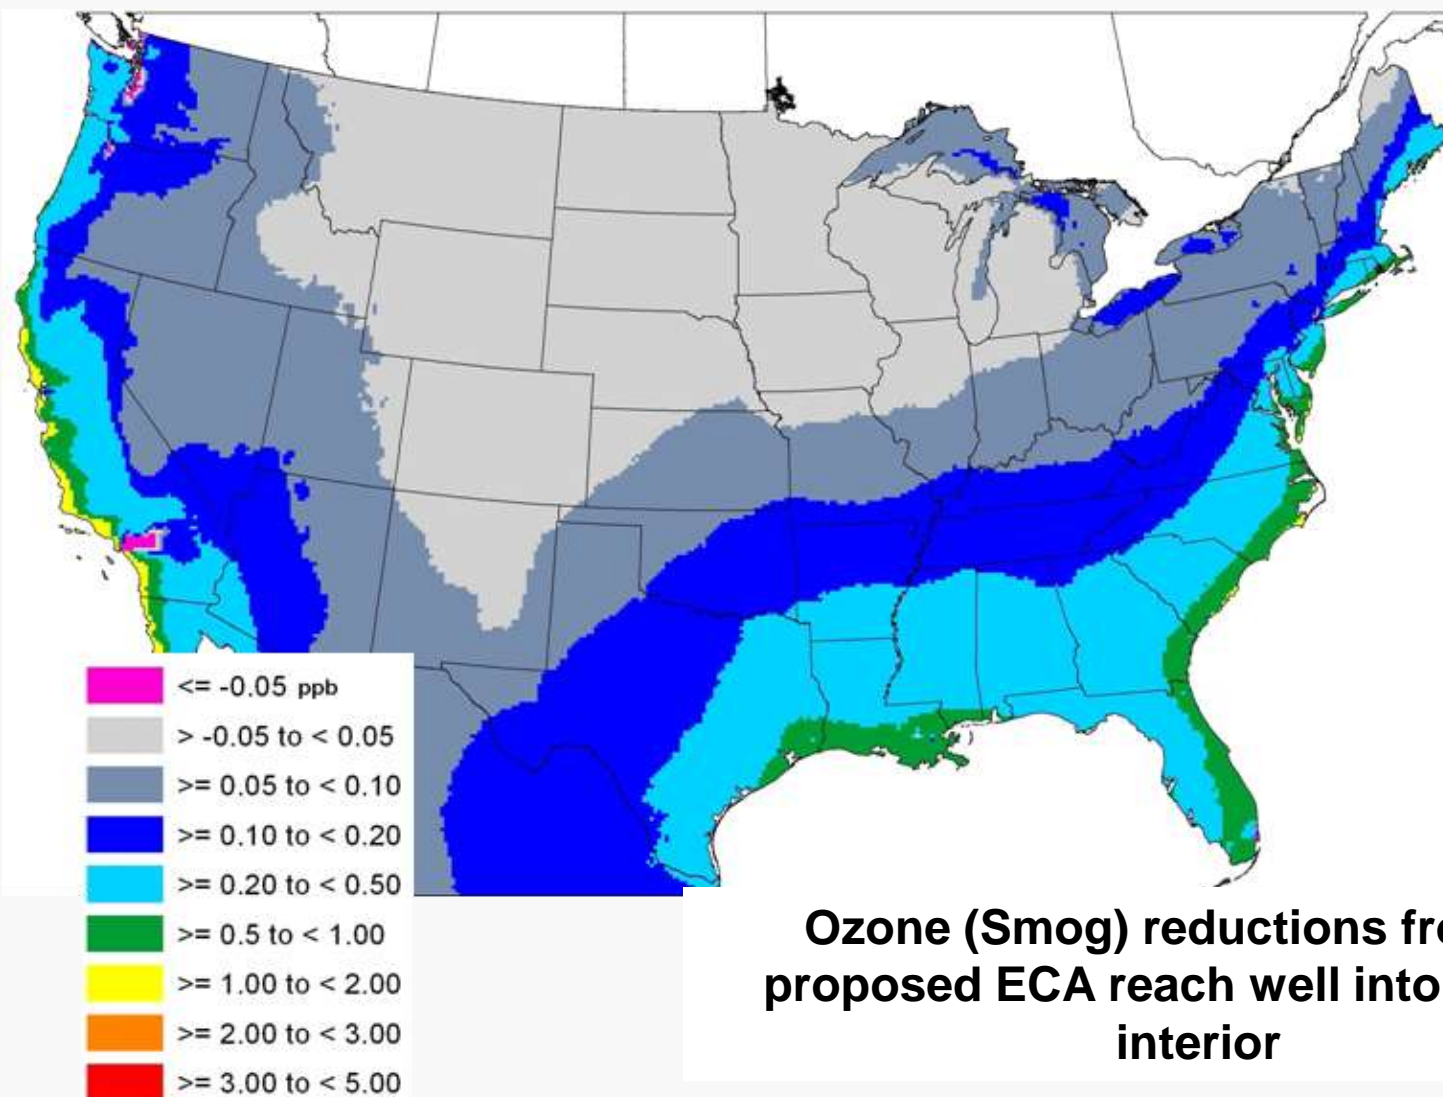 <= -0.05 ppb
> -0.05 to < 0.05
>= 0.05 to < 0.10
>= 0.10 to < 0.20
>= 0.20 to < 0.50
>= 0.5 to < 1.00
>= 1.00 to < 2.00
>= 2.00 to < 3.00
>= 3.00 to < 5.00
Ozone (Smog) reductions
proposed ECA reach well into
interior